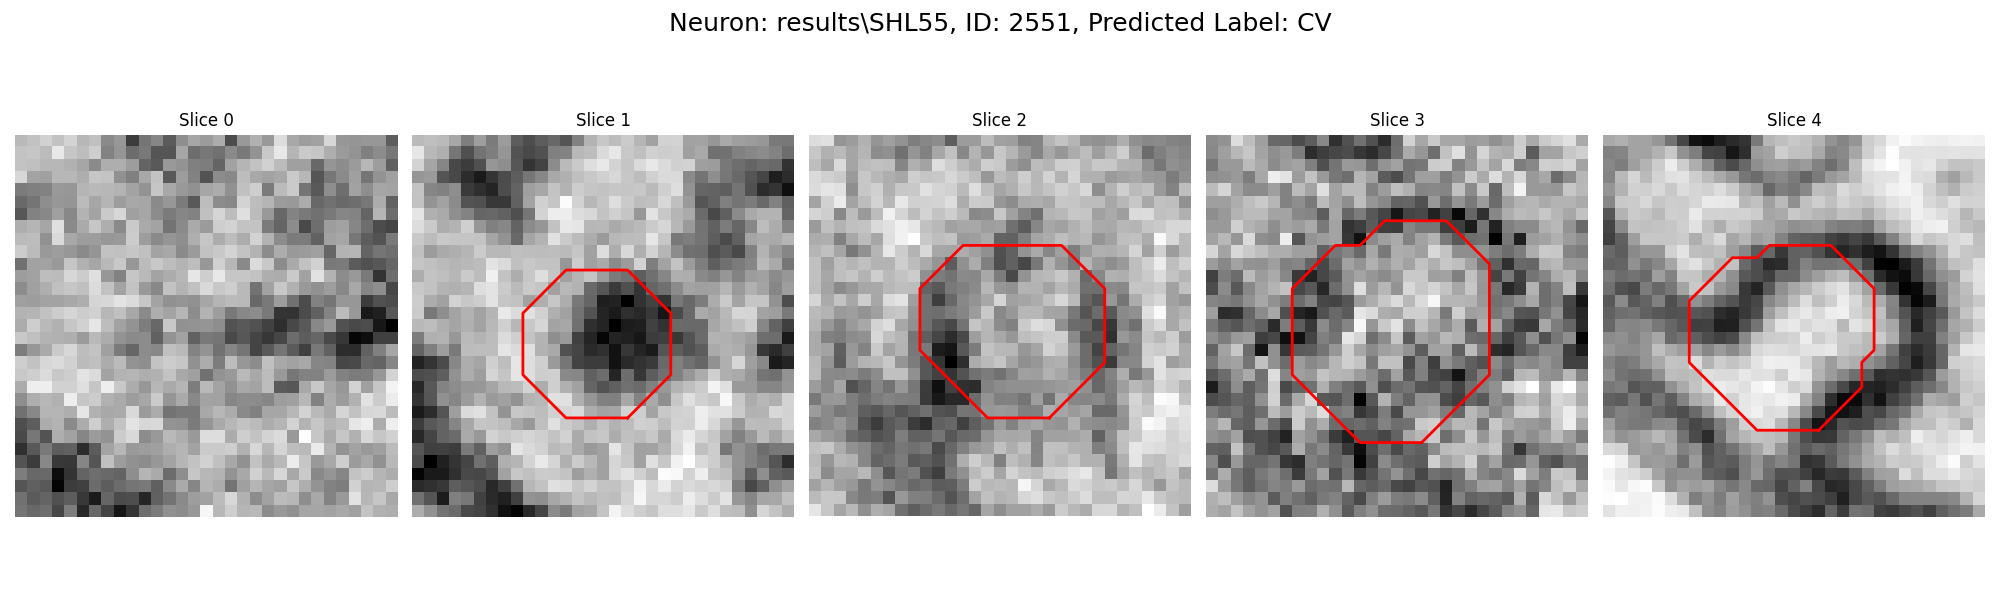 Neuron: results\SHL55, ID: 2551, Predicted Label: CV
Slice 0
Slice 1
Slice 2
Slice 3
Slice 4